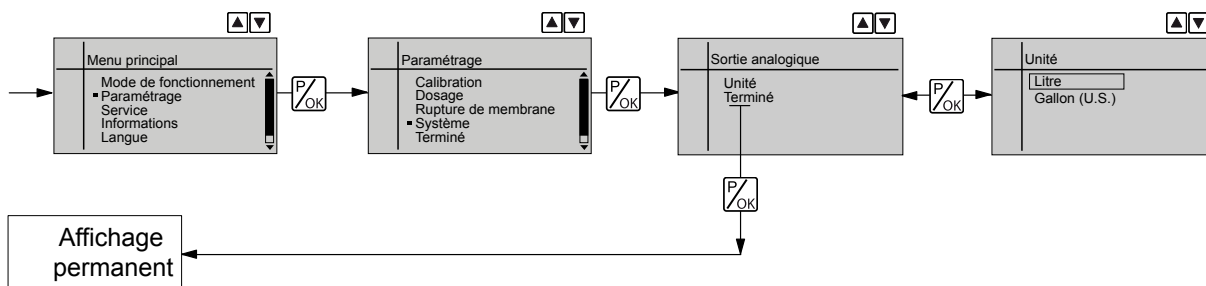 Menu principal
Mode de fonctionnement
Paramétrage
Service
Informations
Langue
P/OK
Paramétrage
Calibration
Dosage
Rupture de membrane
Système
Terminé
P/OK
Sortie analogique
Unité
Terminé
P/OK
Unité
Litre
Gallon (U.S.)
P/OK
Affichage
permanent